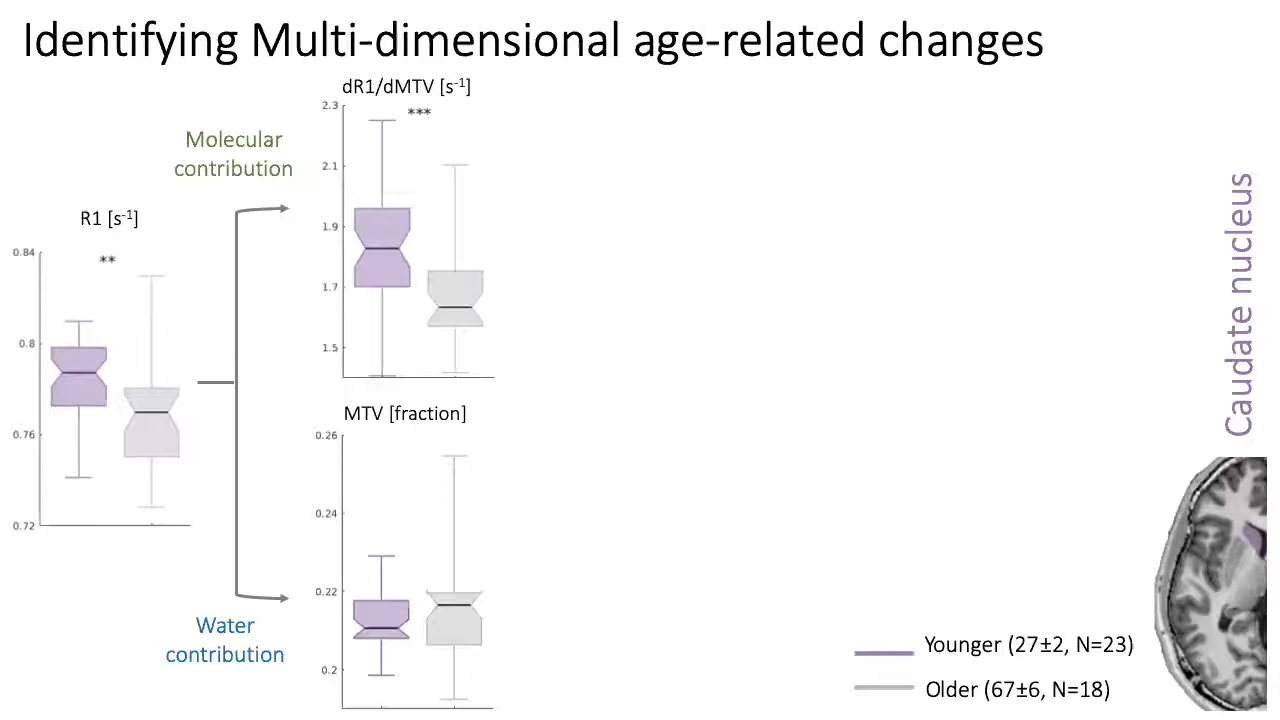 Identifying Multi-dimensional age-related changes
dR1/dMTV [s-1]
***
2.3
2.1
1.9
1.7
1.5
Molecular
contribution
R1 [s-1]
**
0.84
0.8
0.76
0.72
MTV [fraction]
0.26
0.24
0.22
0.2
Water
contribution
Caudate nucleus
Younger (27±2, N=23)
Older (67±6, N=18)